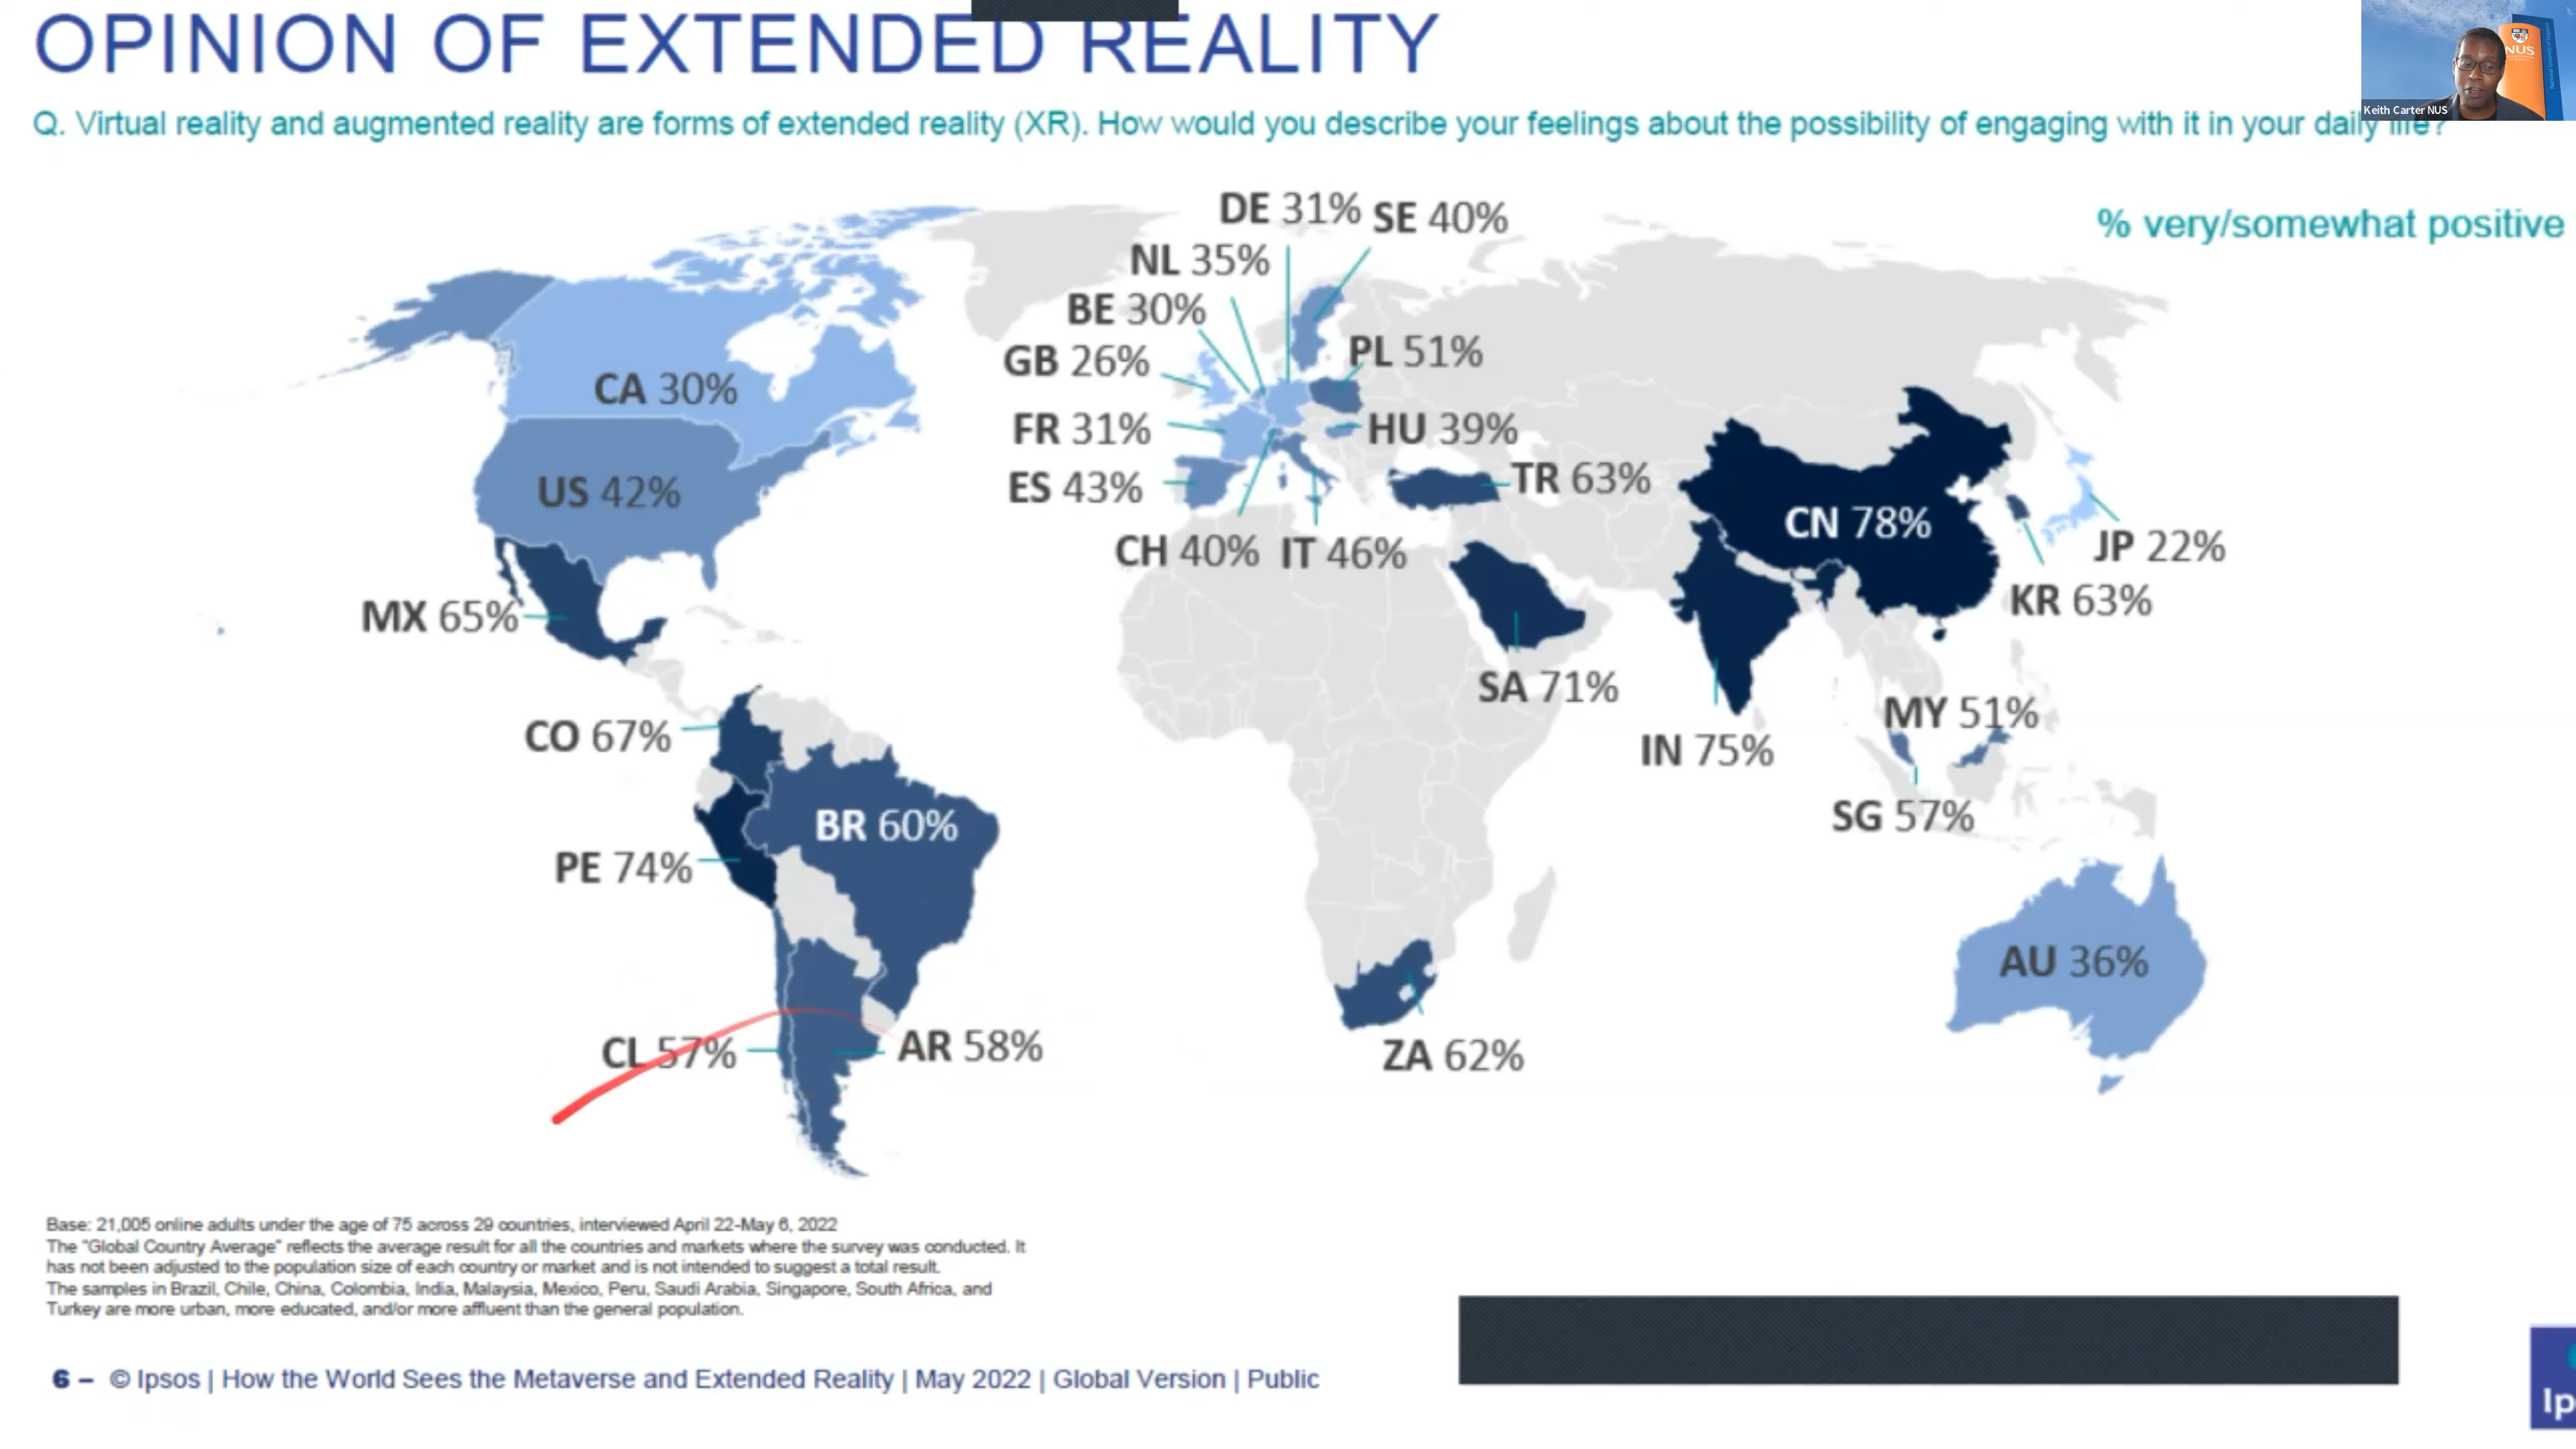 OPINION OF EXTENDED REALITY
NUS
Keith Carter NUS
Q. Virtual reality and augmented reality are forms of extended reality (XR). How would you describe your feelings about the possibility of engaging with it in your daily life?
% very/somewhat positive
DE 31%
SE 40%
NL 35%
BE 30%
GB 26%
PL 51%
CA 30%
FR 31%
HU 39%
US 42%
ES 43%
TR 63%
CN 78%
CH 40%
IT 46%
JP 22%
KR 63%
MX 65%
SA 71%
MY 51%
CO 67%
IN 75%
SG 57%
BR 60%
PE 74%
AU 36%
CL 57%
AR 58%
ZA 62%
Base: 21,005 online adults under the age of 75 across 29 countries, interviewed April 22-May 6, 2022
The "Global Country Average" reflects the average result for all the countries and markets where the survey was conducted. It
has not been adjusted to the population size of each country or market and is not intended to suggest a total result.
The samples in Brazil, Chile, China, Colombia, India, Malaysia, Mexico, Peru, Saudi Arabia, Singapore, South Africa, and
Turkey are more urban, more educated, and/or more affluent than the general population.
6 – © Ipsos | How the World Sees the Metaverse and Extended Reality | May 2022 | Global Version | Public
Ip